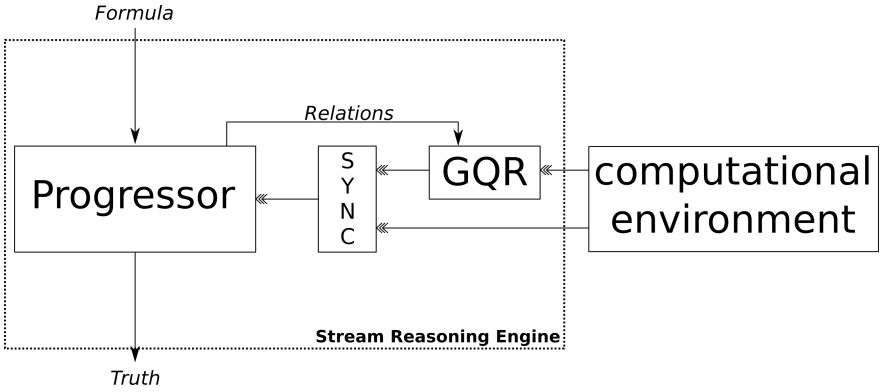 Formula
Relations
Progressor
S
Y
N
C
GQR
computational
environment
Stream Reasoning Engine
Truth